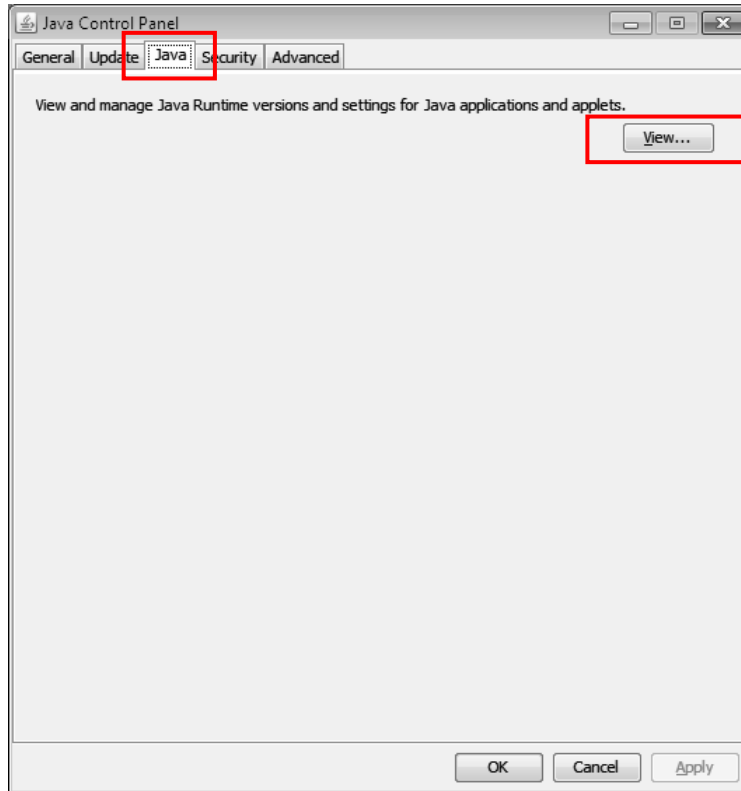 Java Control Panel
General Update Java Security Advanced
View and manage Java Runtime versions and settings for Java applications and applets.
View...
OK Cancel Apply